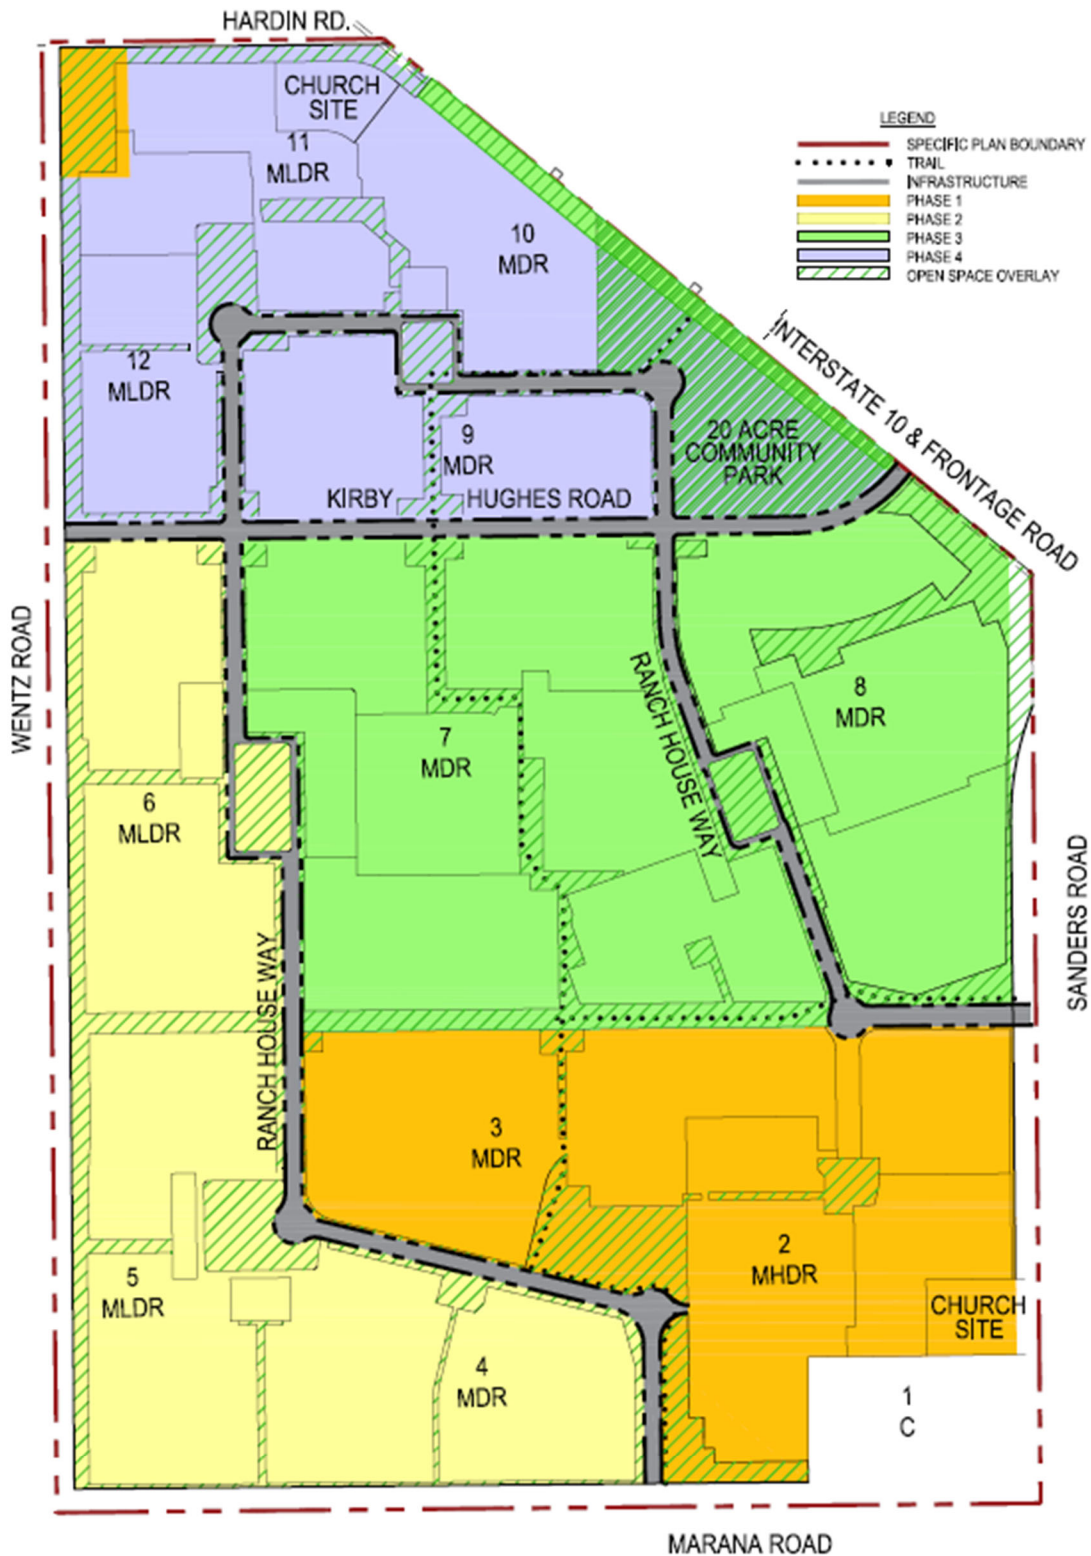 HARDIN RD.
CHURCH
SITE
LEGEND
SPECIFIC PLAN BOUNDARY
TRAIL
INFRASTRUCTURE
PHASE 1
PHASE 2
PHASE 3
PHASE 4
OPEN SPACE OVERLAY
11
MLDR
10
MDR
INTERSTATE 10 & FRONTAGE ROAD
12
MLDR
9
MDR
20 ACRE
COMMUNITY
PARK
KIRBY HUGHES ROAD
WENTZ ROAD
RANCH HOUSE WAY
8
MDR
7
MDR
6
MLDR
SANDERS ROAD
RANCH HOUSE WAY
3
MDR
2
MHDR
5
MLDR
CHURCH
SITE
4
MDR
1
C
MARANA ROAD